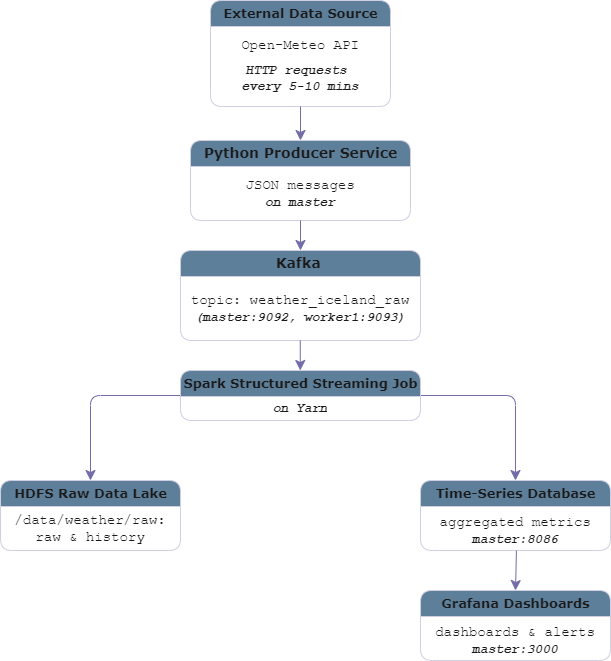 External Data Source
Open-Meteo API
HTTP requests
every 5-10 mins
Python Producer Service
JSON messages
on master
Kafka
topic: weather_iceland_raw
(master:9092, worker1:9093)
Spark Structured Streaming Job
on Yarn
HDFS Raw Data Lake
/data/weather/raw:
raw & history
Time-Series Database
aggregated metrics
master:8086
Grafana Dashboards
dashboards & alerts
master:3000